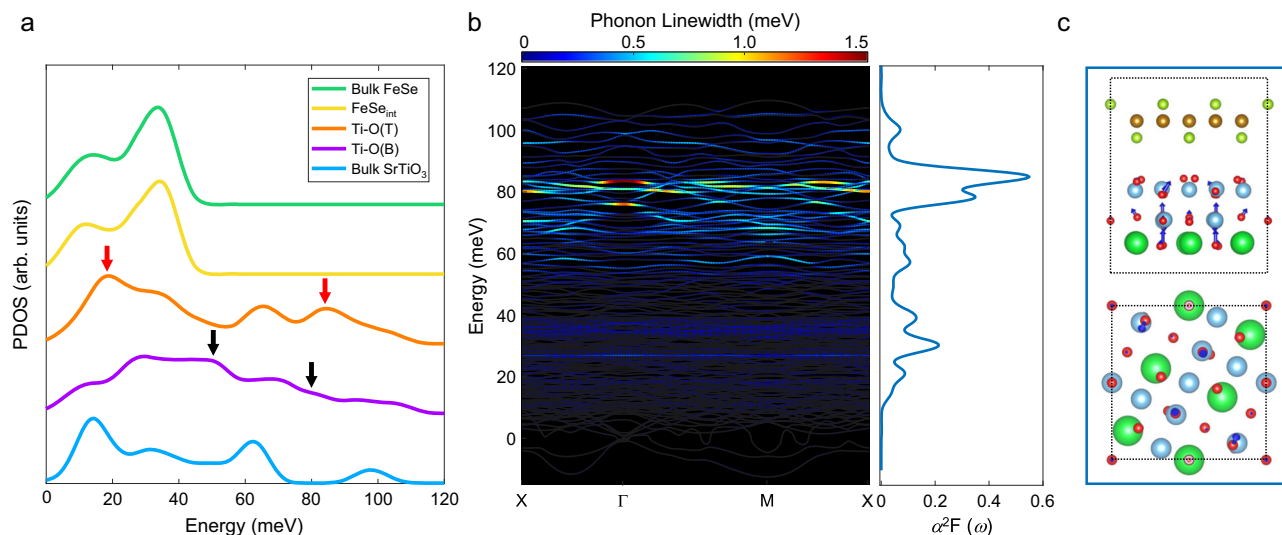 a
Bulk FeSe
FeSe_int
Ti-O(T)
Ti-O(B)
Bulk SrTiO₃
PDOS (arb. units)
0 20 40 60 80 100 120
Energy (meV)
b
Phonon Linewidth (meV)
0 0.5 1.0 1.5
Energy (meV)
120
100
80
60
40
20
0
X Γ M X
0 0.2 0.4 0.6
α²F (ω)
c